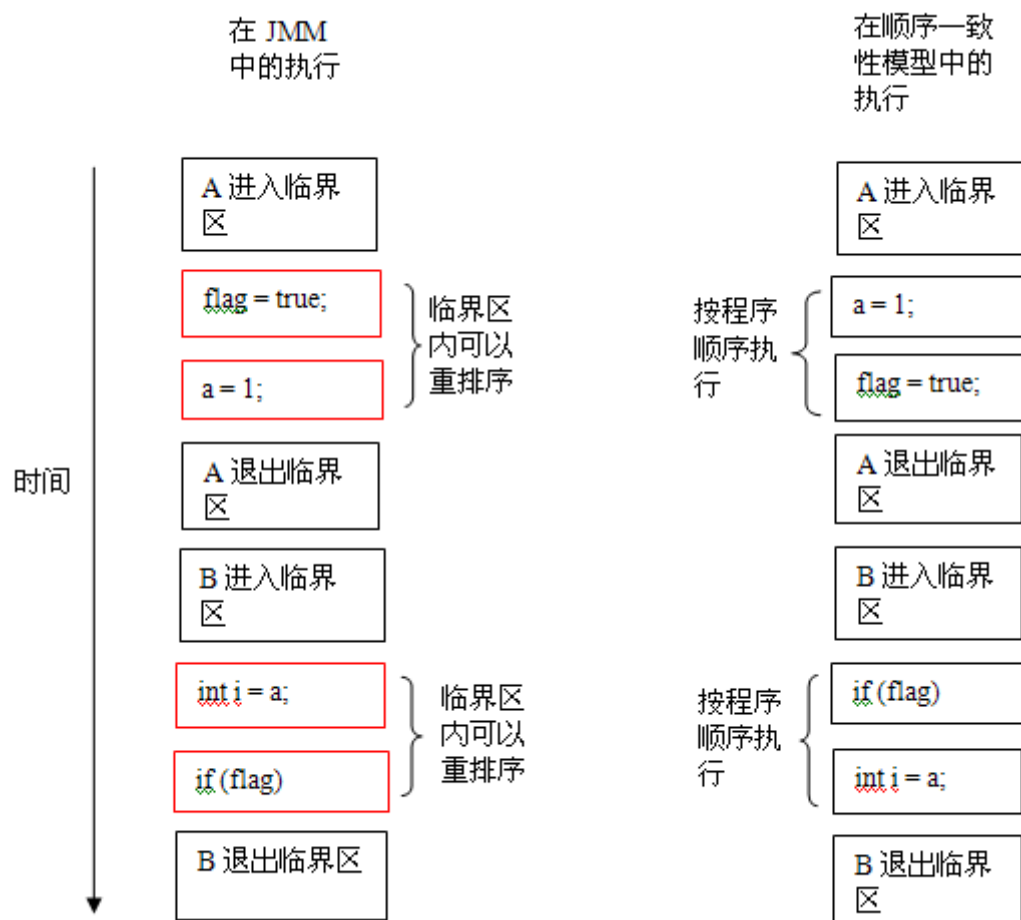 在 JMM
中的执行
在顺序一致
性模型中的
执行
A 进入临界
区
flag = true;
a = 1;
临界区
内可以
重排序
A 退出临界
区
B 进入临界
区
int i = a;
if (flag)
临界区
内可以
重排序
B 退出临界区
时间
A 进入临界
区
按程序
顺序执
行
a = 1;
flag = true;
A 退出临界
区
B 进入临界
区
按程序
顺序执
行
if (flag)
int i = a;
B 退出临界
区